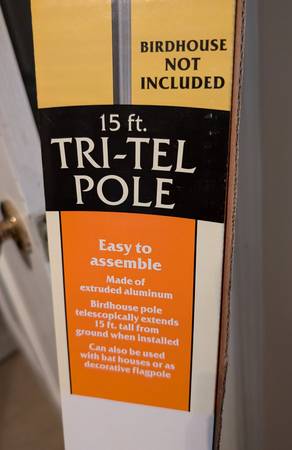 BIRDHOUSE
NOT
INCLUDED
15 ft.
TRI-TEL
POLE
Easy to
assemble
Made of
extruded aluminum
Birdhouse pole
telescopically extends
15 ft. tall from
ground when installed
Can also be used
with bat houses or as
decorative flagpole